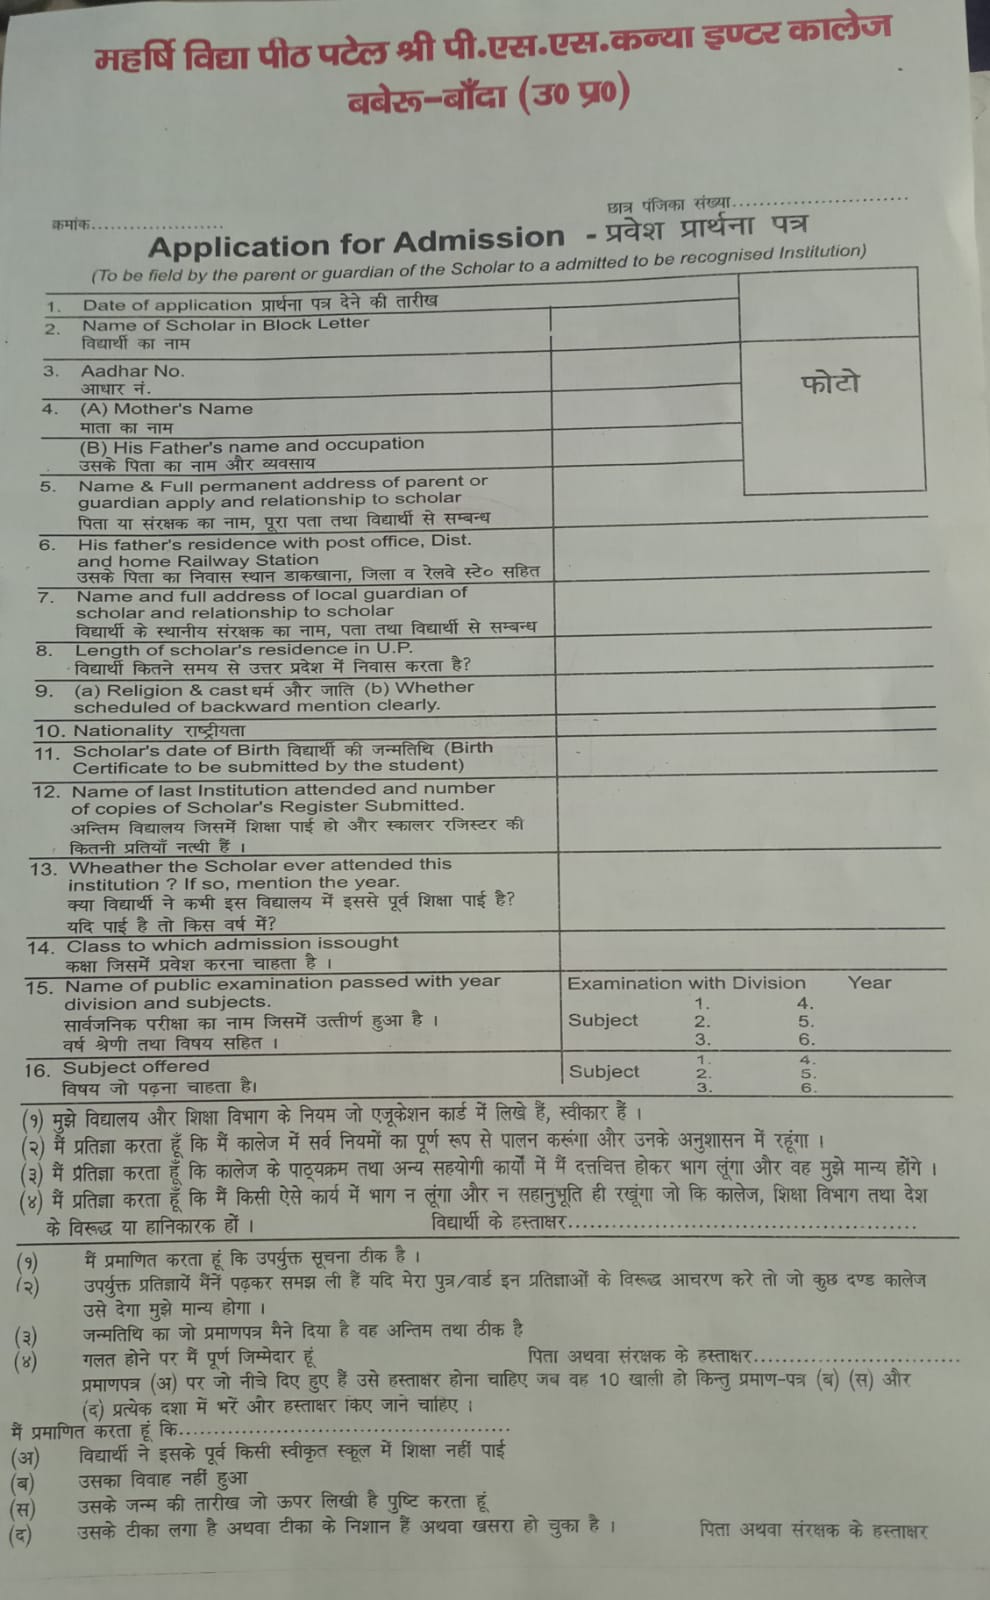 महर्षि विद्या पीठ पटेल श्री पी.एस.एस.कन्या इण्टर कालेज
बबेरू-बाँदा (उ0 प्र0)
छात्र पंजिका संख्या..............................
क्रमांक......................
Application for Admission - प्रवेश प्रार्थना पत्र
(To be field by the parent or guardian of the Scholar to a admitted to be recognised Institution)
1. Date of application प्रार्थना पत्र देने की तारीख
2. Name of Scholar in Block Letter
विद्यार्थी का नाम
3. Aadhar No.
आधार नं.
फोटो
4. (A) Mother's Name
माता का नाम
(B) His Father's name and occupation
उसके पिता का नाम और व्यवसाय
5. Name & Full permanent address of parent or
guardian apply and relationship to scholar
पिता या संरक्षक का नाम, पूरा पता तथा विद्यार्थी से सम्बन्ध
6. His father's residence with post office, Dist.
and home Railway Station
उसके पिता का निवास स्थान डाकखाना, जिला व रेलवे स्टे० सहित
7. Name and full address of local guardian of
scholar and relationship to scholar
विद्यार्थी के स्थानीय संरक्षक का नाम, पता तथा विद्यार्थी से सम्बन्ध
8. Length of scholar's residence in U.P.
विद्यार्थी कितने समय से उत्तर प्रदेश में निवास करता है?
9. (a) Religion & cast धर्म और जाति (b) Whether
scheduled of backward mention clearly.
10. Nationality राष्ट्रीयता
11. Scholar's date of Birth विद्यार्थी की जन्मतिथि (Birth
Certificate to be submitted by the student)
12. Name of last Institution attended and number
of copies of Scholar's Register Submitted.
अन्तिम विद्यालय जिसमें शिक्षा पाई हो और स्कालर रजिस्टर की
कितनी प्रतियाँ नत्थी हैं ।
13. Wheather the Scholar ever attended this
institution ? If so, mention the year.
क्या विद्यार्थी ने कभी इस विद्यालय में इससे पूर्व शिक्षा पाई है?
यदि पाई है तो किस वर्ष में?
14. Class to which admission issought
कक्षा जिसमें प्रवेश करना चाहता है ।
15. Name of public examination passed with year Examination with Division Year
division and subjects. 1. 4.
सार्वजनिक परीक्षा का नाम जिसमें उत्तीर्ण हुआ है । Subject 2. 5.
वर्ष श्रेणी तथा विषय सहित । 3. 6.
16. Subject offered 1. 4.
Subject 2. 5.
विषय जो पढ़ना चाहता है। 3. 6.
(१) मुझे विद्यालय और शिक्षा विभाग के नियम जो एजूकेशन कार्ड में लिखे हैं, स्वीकार हैं ।
(२) मैं प्रतिज्ञा करता हूँ कि मैं कालेज में सर्व नियमों का पूर्ण रूप से पालन करूंगा और उनके अनुशासन में रहूंगा ।
(३) मैं प्रतिज्ञा करता हूँ कि कालेज के पाठ्यक्रम तथा अन्य सहयोगी कार्यों में मैं दत्तचित्त होकर भाग लूंगा और वह मुझे मान्य होंगे ।
(४) मैं प्रतिज्ञा करता हूँ कि मैं किसी ऐसे कार्य में भाग न लूंगा और न सहानुभूति ही रखूंगा जो कि कालेज, शिक्षा विभाग तथा देश
के विरूद्ध या हानिकारक हों । विद्यार्थी के हस्ताक्षर..................................................
(१) मैं प्रमाणित करता हूं कि उपर्युक्त सूचना ठीक है ।
(२) उपर्युक्त प्रतिज्ञायें मैंनें पढ़कर समझ ली हैं यदि मेरा पुत्र/वार्ड इन प्रतिज्ञाओं के विरूद्ध आचरण करे तो जो कुछ दण्ड कालेज
उसे देगा मुझे मान्य होगा ।
(३) जन्मतिथि का जो प्रमाणपत्र मैने दिया है वह अन्तिम तथा ठीक है
(४) गलत होने पर मैं पूर्ण जिम्मेदार हूं पिता अथवा संरक्षक के हस्ताक्षर..............................
प्रमाणपत्र (अ) पर जो नीचे दिए हुए हैं उसे हस्ताक्षर होना चाहिए जब वह 10 खाली हो किन्तु प्रमाण-पत्र (ब) (स) और
(द) प्रत्येक दशा में भरें और हस्ताक्षर किए जाने चाहिए ।
मैं प्रमाणित करता हूं कि..................................................
(अ) विद्यार्थी ने इसके पूर्व किसी स्वीकृत स्कूल में शिक्षा नहीं पाई
(ब) उसका विवाह नहीं हुआ
(स) उसके जन्म की तारीख जो ऊपर लिखी है पुष्टि करता हूं
(द) उसके टीका लगा है अथवा टीका के निशान हैं अथवा खसरा हो चुका है । पिता अथवा संरक्षक के हस्ताक्षर